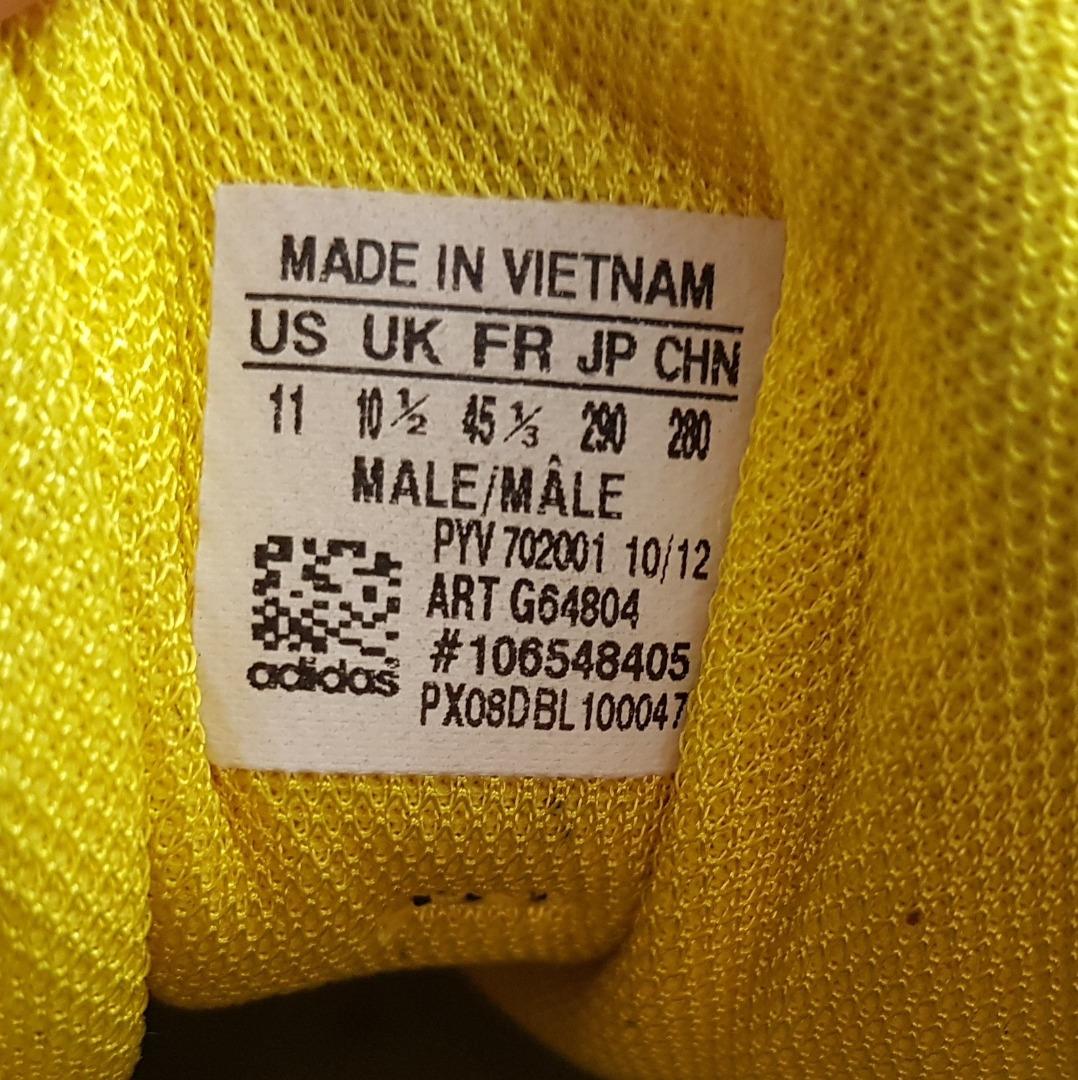 MADE IN VIETNAM
US UK FR JP CHN
11 10 ½ 45 ⅓ 290 280
MALE/MÂLE
PYV 702001 10/12
ART G64804
#106548405
adidas
PX08DBL100047